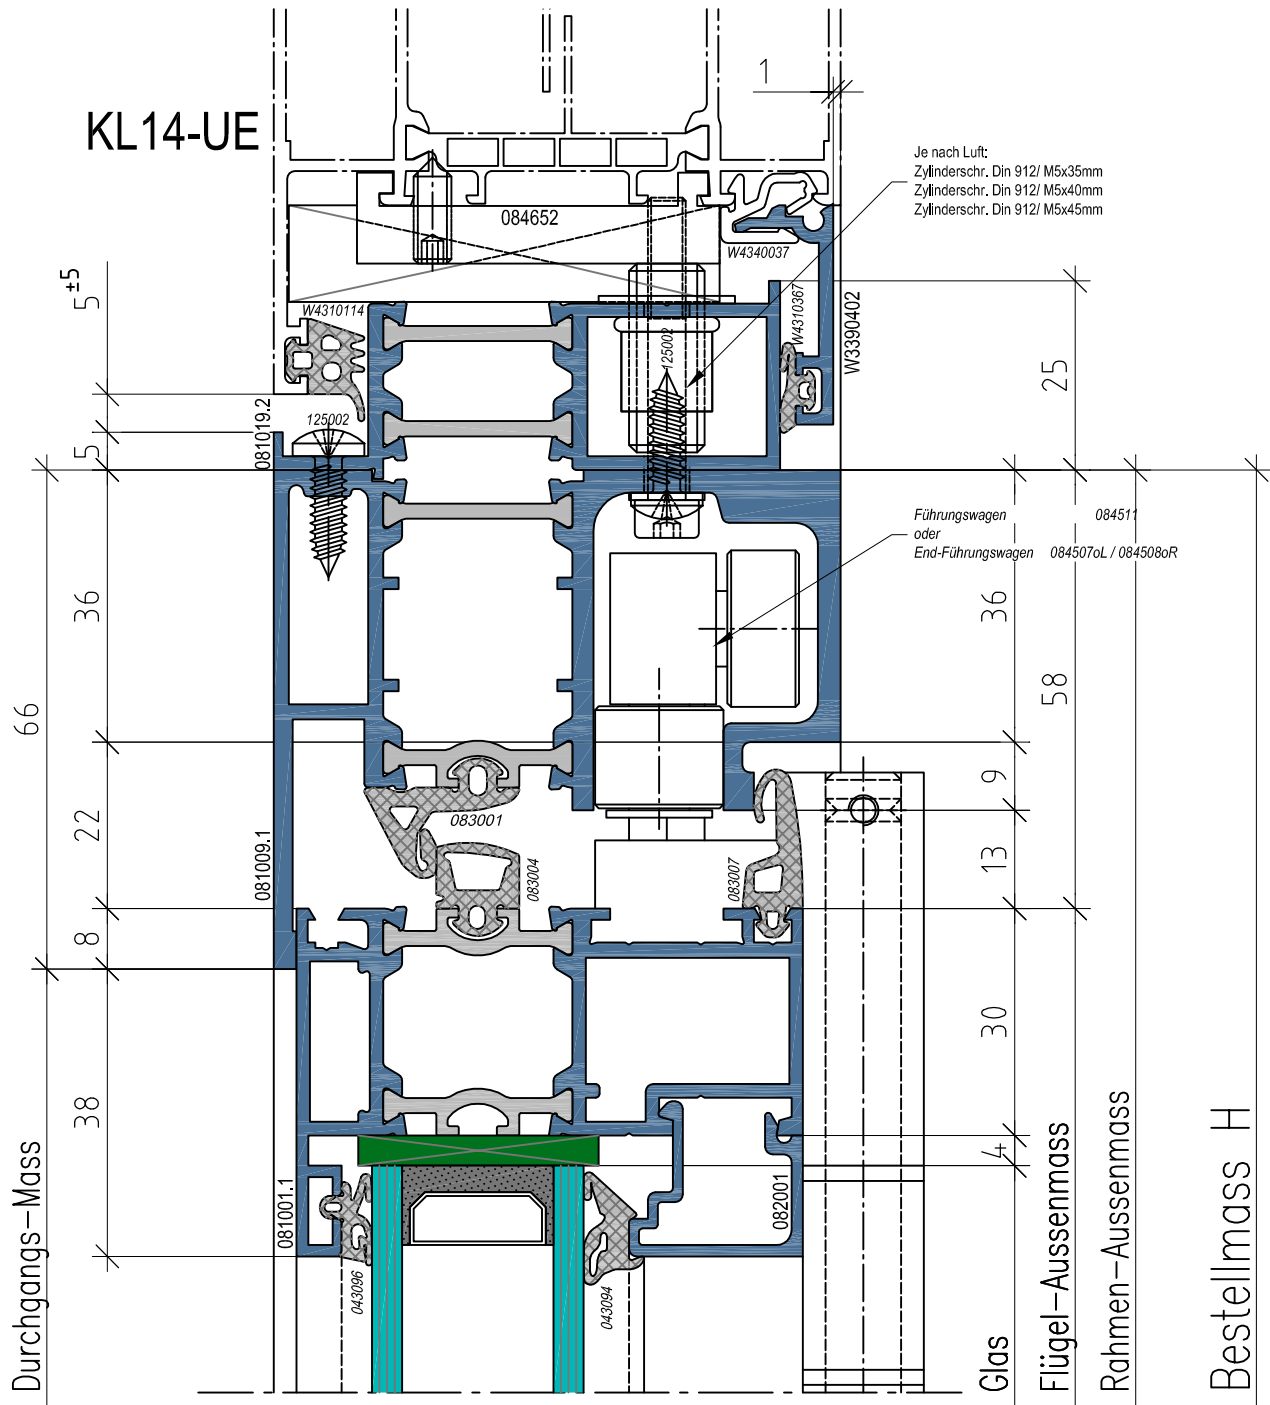 KL14-UE
1
Je nach Luft:
Zylinderschr. Din 912/ M5x35mm
Zylinderschr. Din 912/ M5x40mm
Zylinderschr. Din 912/ M5x45mm
084652
W4340037
5±5
W4310114
W4310367
W3390402
125002
25
081019.2
125002
5
Führungswagen 084511
oder
End-Führungswagen 084507oL / 084508oR
36
36
66
58
9
22
083001
13
081009.1
083004
083007
8
30
38
4
081001.1
082001
043096
043094
Durchgangs-Mass
Glas
Flügel-Aussenmass
Rahmen-Aussenmass
Bestellmass H